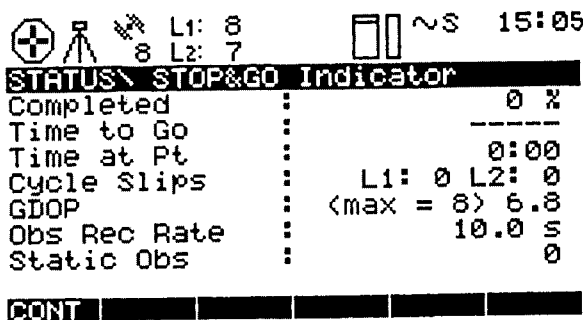 L1: 8
8 L2: 7
~S 15:05
STATUS\ STOP&GO Indicator
Completed : 0 %
Time to Go : -----
Time at Pt : 0:00
Cycle Slips : L1: 0 L2: 0
GDOP : <max = 8> 6.8
Obs Rec Rate : 10.0 s
Static Obs : 0
CONT